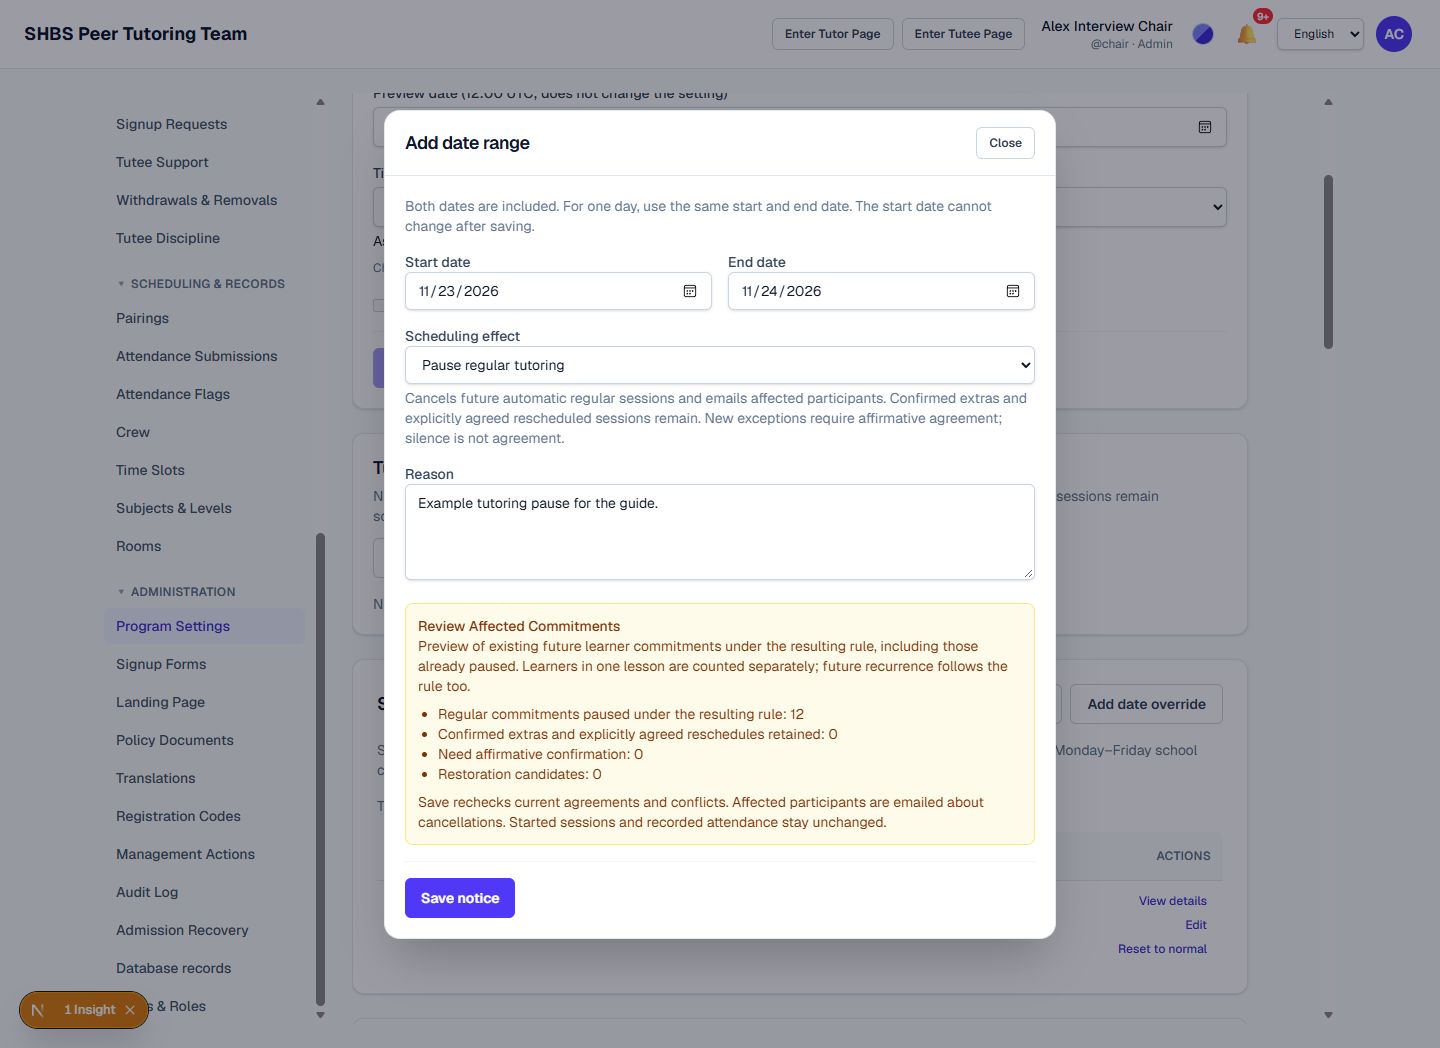 SHBS Peer Tutoring Team
Enter Tutor Page
Enter Tutee Page
Alex Interview Chair
@chair · Admin
9+
English
AC
Signup Requests
Tutee Support
Withdrawals & Removals
Tutee Discipline
SCHEDULING & RECORDS
Pairings
Attendance Submissions
Attendance Flags
Crew
Time Slots
Subjects & Levels
Rooms
ADMINISTRATION
Program Settings
Signup Forms
Landing Page
Policy Documents
Translations
Registration Codes
Management Actions
Audit Log
Admission Recovery
Database records
& Roles
1 Insight
Preview date (12:00 UTC, does not change the setting)
Add date range
Close
Both dates are included. For one day, use the same start and end date. The start date cannot
change after saving.
Start date
End date
11/23/2026
11/24/2026
Scheduling effect
Pause regular tutoring
Cancels future automatic regular sessions and emails affected participants. Confirmed extras and
explicitly agreed rescheduled sessions remain. New exceptions require affirmative agreement;
silence is not agreement.
Reason
Example tutoring pause for the guide.
Review Affected Commitments
Preview of existing future learner commitments under the resulting rule, including those
already paused. Learners in one lesson are counted separately; future recurrence follows the
rule too.
Regular commitments paused under the resulting rule: 12
Confirmed extras and explicitly agreed reschedules retained: 0
Need affirmative confirmation: 0
Restoration candidates: 0
Save rechecks current agreements and conflicts. Affected participants are emailed about
cancellations. Started sessions and recorded attendance stay unchanged.
Save notice
sessions remain
Add date override
Monday–Friday school
ACTIONS
View details
Edit
Reset to normal